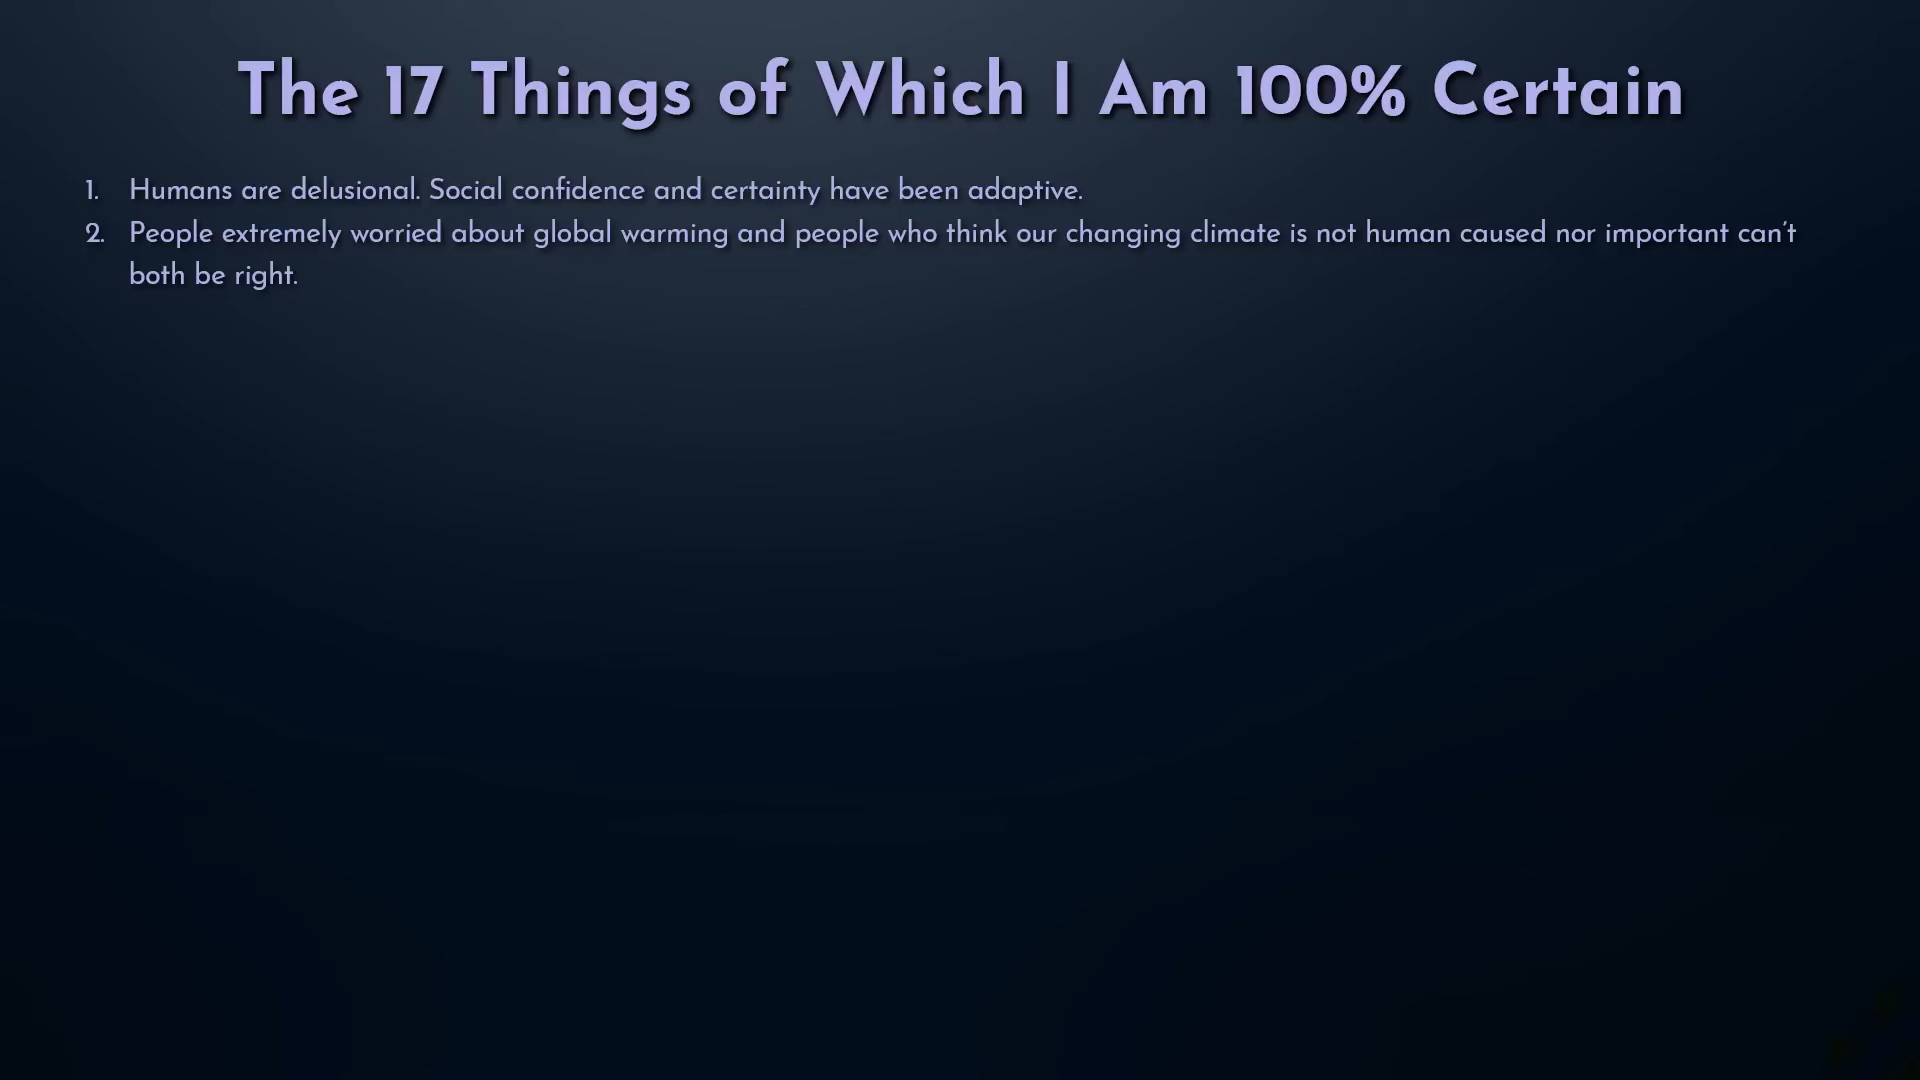 The 17 Things of Which I Am 100% Certain
1. Humans are delusional. Social confidence and certainty have been adaptive.
2. People extremely worried about global warming and people who think our changing climate is not human caused nor important can’t
both be right.